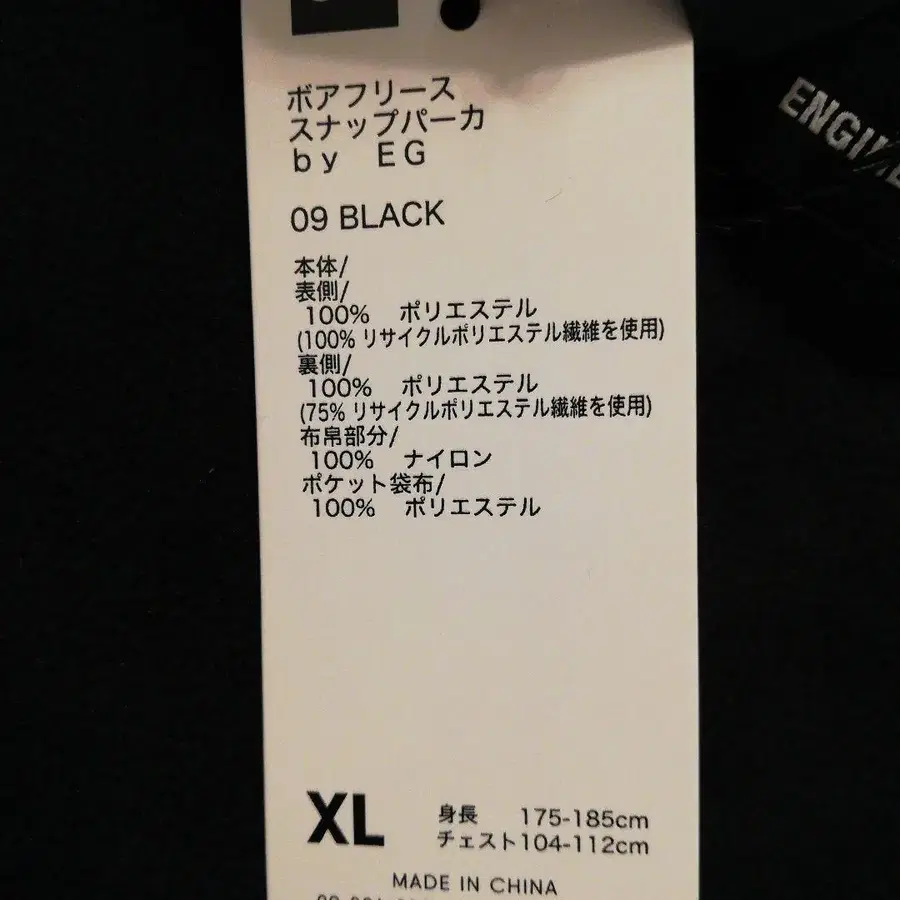 ボアフリース
スナップパーカ
by EG
09 BLACK
本体/
表側/
100% ポリエステル
(100% リサイクルポリエステル繊維を使用)
裏側/
100% ポリエステル
(75% リサイクルポリエステル繊維を使用)
布帛部分/
100% ナイロン
ポケット袋布/
100% ポリエステル
XL
身長 175-185cm
チェスト 104-112cm
MADE IN CHINA